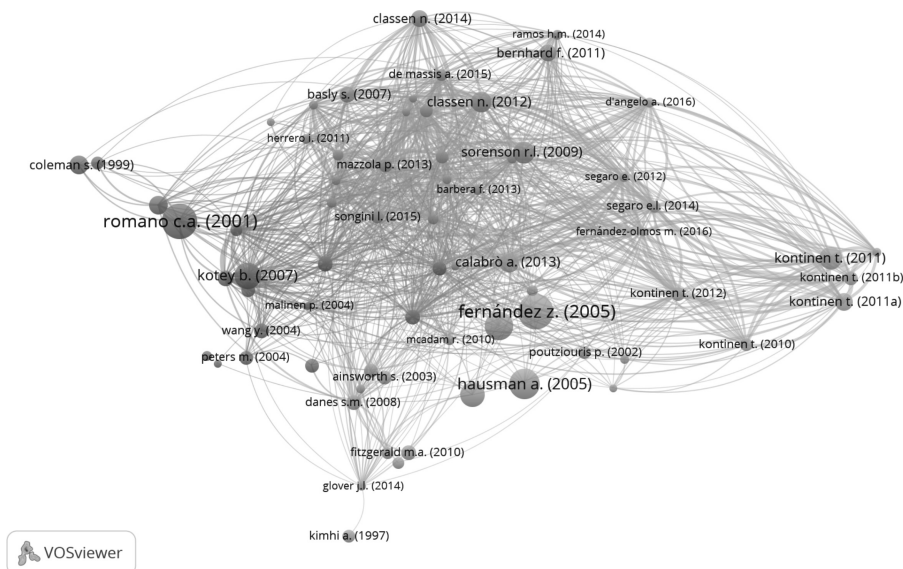 classen n. (2014)
ramos h.m. (2014)
bernhard f. (2011)
de massis a. (2015)
basly s. (2007)
classen n. (2012)
d'angelo a. (2016)
herrero i. (2011)
sorenson r.l. (2009)
coleman s. (1999)
mazzola p. (2013)
segaro e. (2012)
barbera f. (2013)
segaro e.l. (2014)
songini l. (2015)
romano c.a. (2001)
fernández-olmos m. (2016)
kontinen t. (2011)
calabrò a. (2013)
kotey b. (2007)
kontinen t. (2011b)
kontinen t. (2012)
kontinen t. (2011a)
malinen p. (2004)
fernández z. (2005)
wang y. (2004)
mcadam r. (2010)
kontinen t. (2010)
poutziouris p. (2002)
peters m. (2004)
ainsworth s. (2003)
hausman a. (2005)
danes s.m. (2008)
fitzgerald m.a. (2010)
glover j.l. (2014)
kimhi a. (1997)
VOSviewer